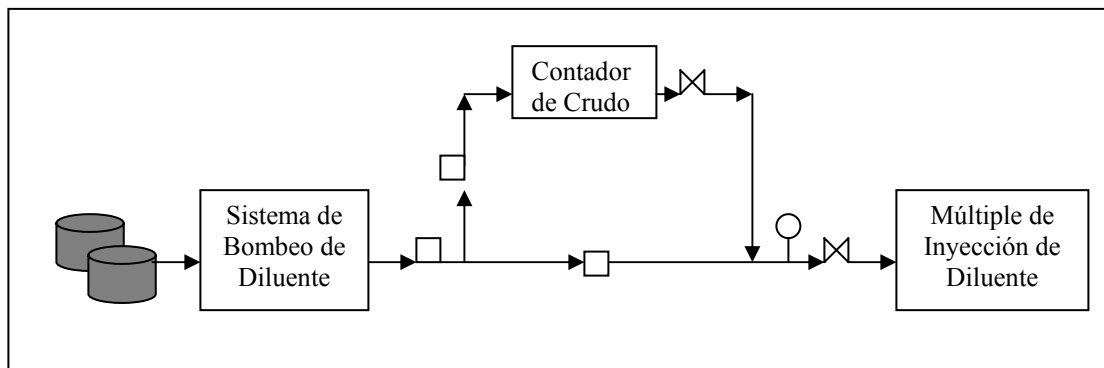 Contador
de Crudo
Sistema de
Bombeo de
Diluente
Múltiple de
Inyección de
Diluente